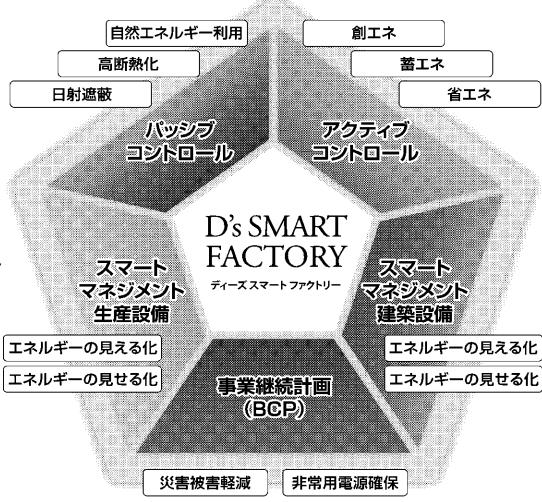 自然エネルギー利用
創エネ
高断熱化
蓄エネ
日射遮蔽
省エネ
パッシブ
コントロール
アクティブ
コントロール
D's SMART
FACTORY
ディーズ スマート ファクトリー
スマート
マネジメント
生産設備
スマート
マネジメント
建築設備
エネルギーの見える化
エネルギーの見せる化
エネルギーの見える化
エネルギーの見せる化
事業継続計画
（BCP）
災害被害軽減
非常用電源確保